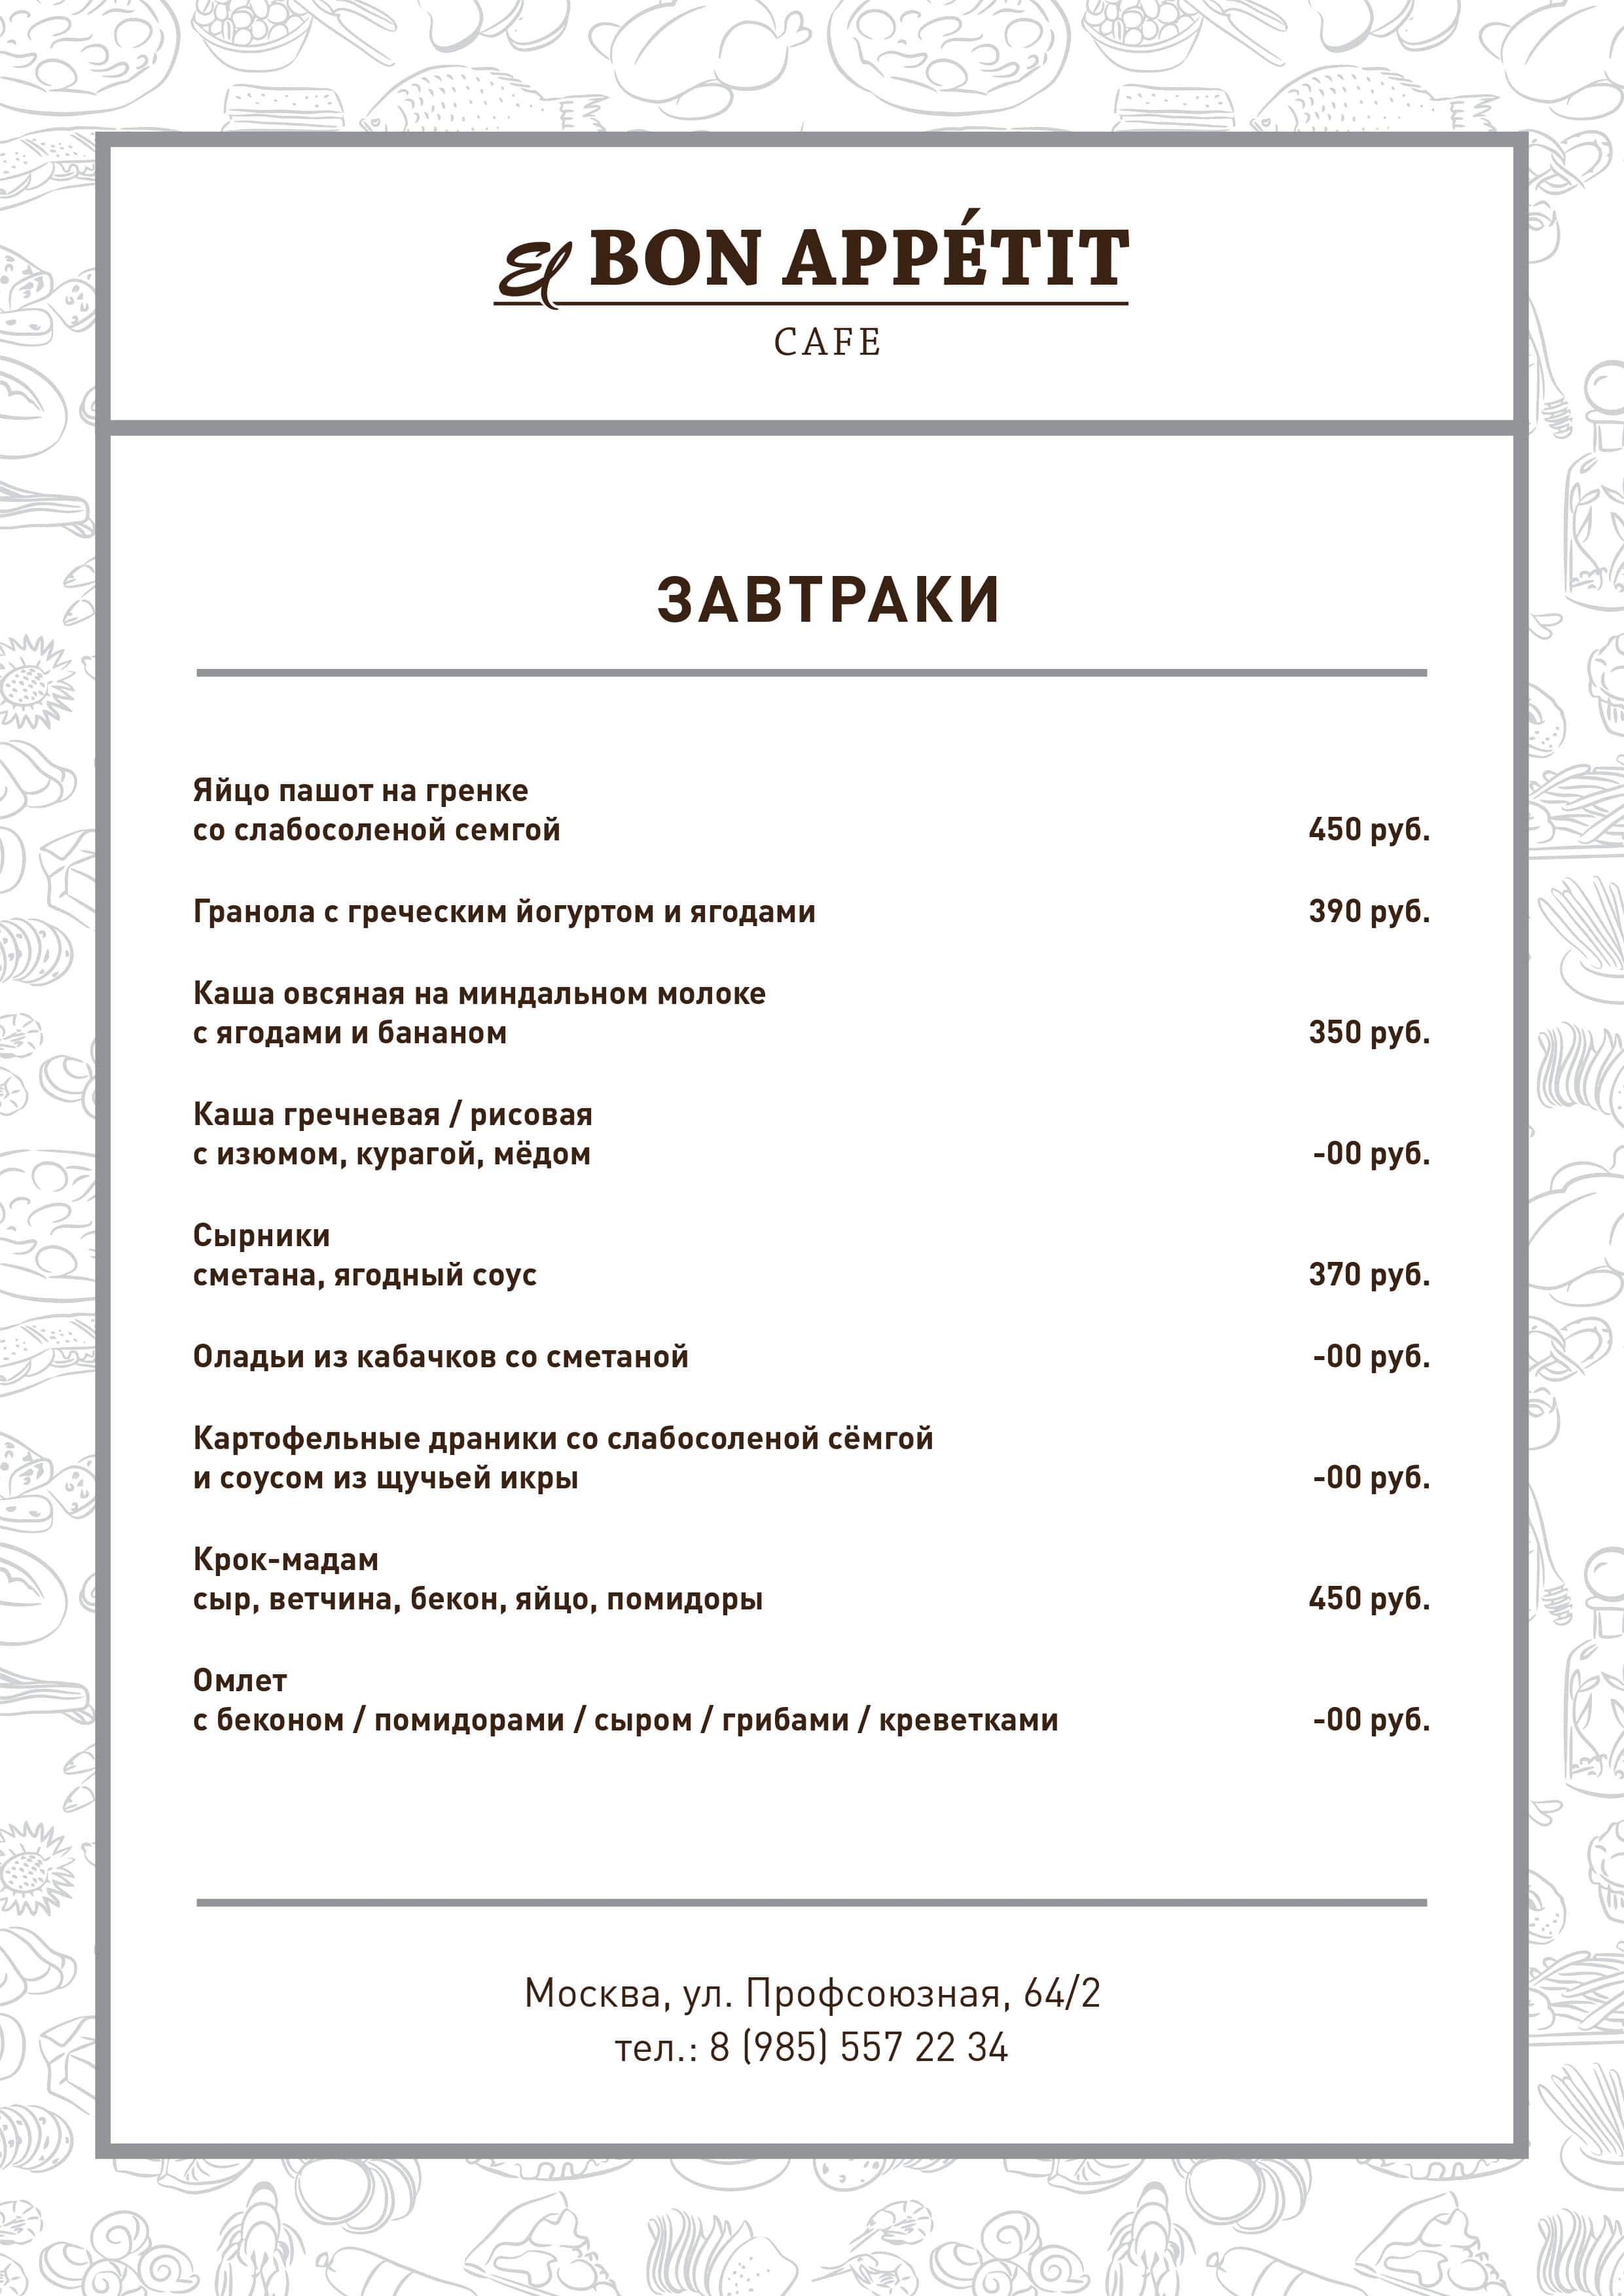 El BON APPÉTIT
CAFE
ЗАВТРАКИ
Яйцо пашот на гренке
со слабосоленой семгой 450 руб.
Гранола с греческим йогуртом и ягодами 390 руб.
Каша овсяная на миндальном молоке
с ягодами и бананом 350 руб.
Каша гречневая / рисовая
с изюмом, курагой, мёдом -00 руб.
Сырники
сметана, ягодный соус 370 руб.
Оладьи из кабачков со сметаной -00 руб.
Картофельные драники со слабосоленой сёмгой
и соусом из щучьей икры -00 руб.
Крок-мадам
сыр, ветчина, бекон, яйцо, помидоры 450 руб.
Омлет
с беконом / помидорами / сыром / грибами / креветками -00 руб.
Москва, ул. Профсоюзная, 64/2
тел.: 8 (985) 557 22 34